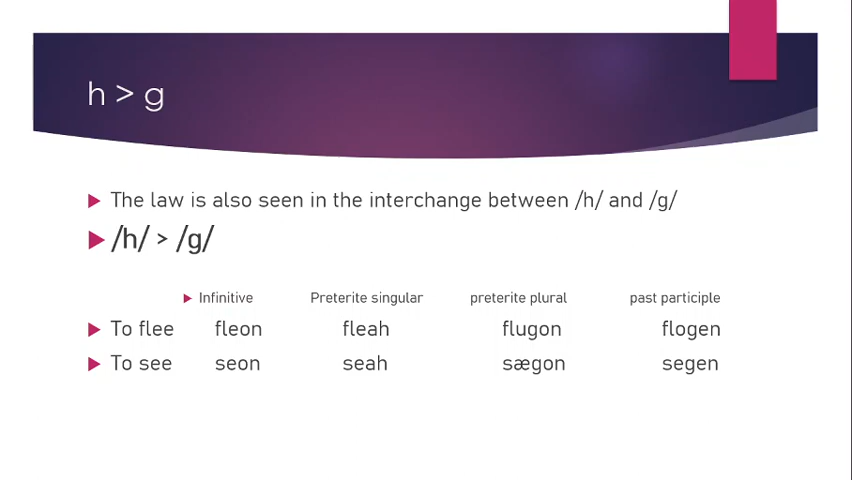 h > g
The law is also seen in the interchange between /h/ and /g/
/h/ > /g/
Infinitive Preterite singular preterite plural past participle
To flee fleon fleah flugon flogen
To see seon seah sægon segen